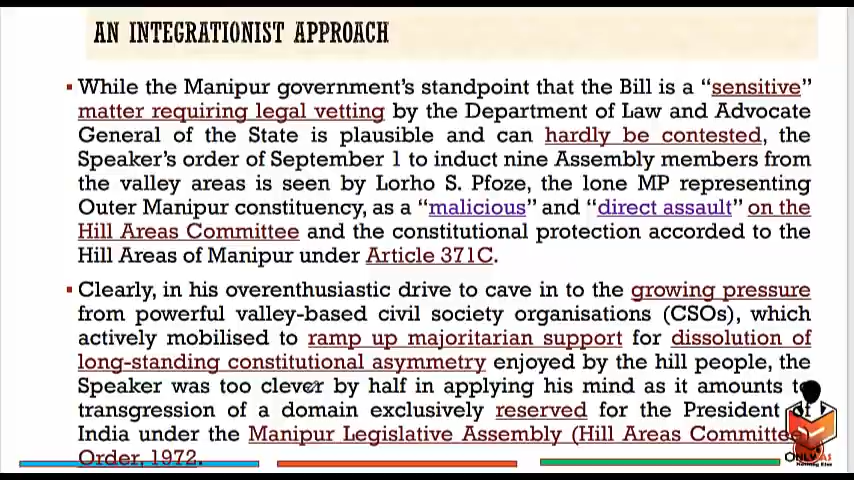 AN INTEGRATIONIST APPROACH
▪ While the Manipur government's standpoint that the Bill is a "sensitive"
matter requiring legal vetting by the Department of Law and Advocate
General of the State is plausible and can hardly be contested, the
Speaker's order of September 1 to induct nine Assembly members from
the valley areas is seen by Lorho S. Pfoze, the lone MP representing
Outer Manipur constituency, as a "malicious" and "direct assault" on the
Hill Areas Committee and the constitutional protection accorded to the
Hill Areas of Manipur under Article 371C.
▪ Clearly, in his overenthusiastic drive to cave in to the growing pressure
from powerful valley-based civil society organisations (CSOs), which
actively mobilised to ramp up majoritarian support for dissolution of
long-standing constitutional asymmetry enjoyed by the hill people, the
Speaker was too clever by half in applying his mind as it amounts to
transgression of a domain exclusively reserved for the President of
India under the Manipur Legislative Assembly (Hill Areas Committee)
Order, 1972.
ONLY IAS
Nothing Else